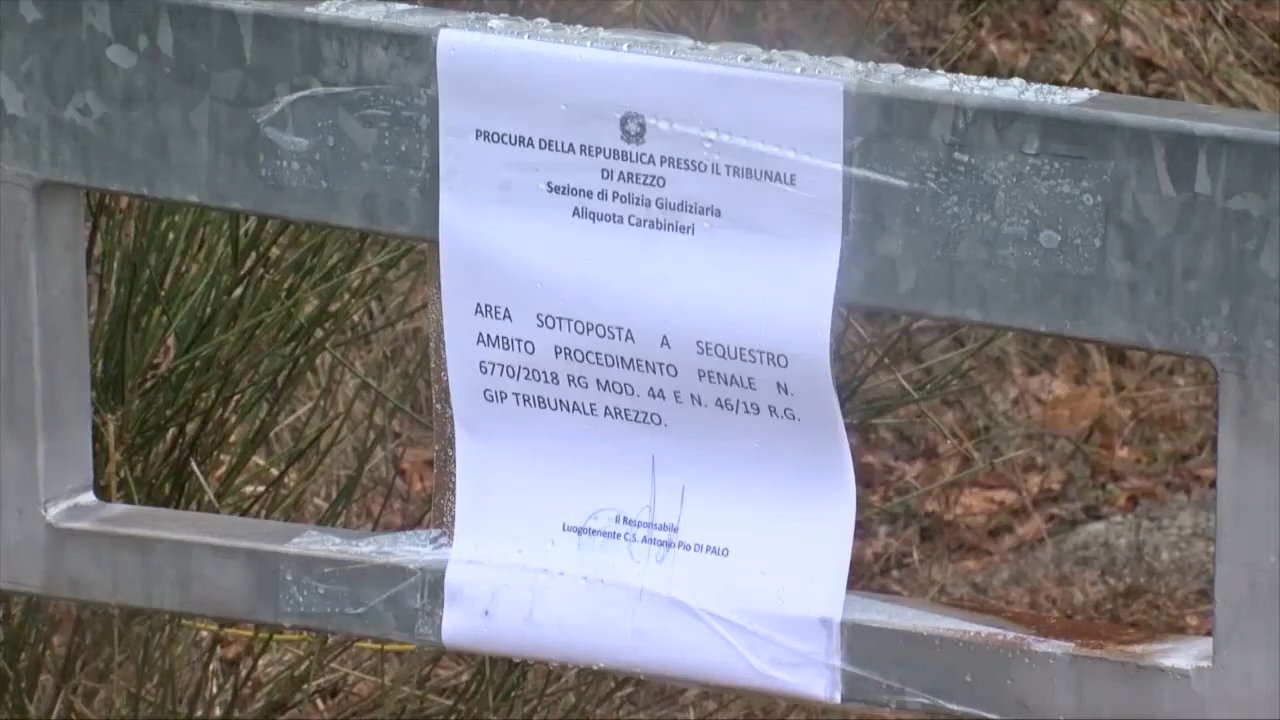 PROCURA DELLA REPUBBLICA PRESSO IL TRIBUNALE
DI AREZZO
Sezione di Polizia Giudiziaria
Aliquota Carabinieri
AREA SOTTOPOSTA A SEQUESTRO
AMBITO PROCEDIMENTO PENALE N.
6770/2018 RG MOD. 44 E N. 46/19 R.G.
GIP TRIBUNALE AREZZO.
Il Responsabile
Luogotenente C.S. Antonio Pio DI PALO